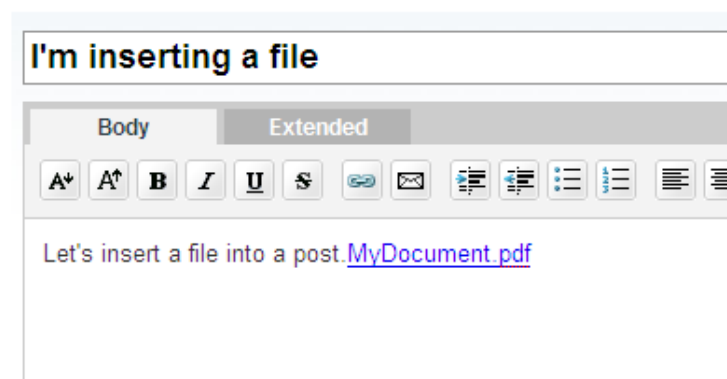 I'm inserting a file
Body Extended
A A B I U S
Let's insert a file into a post.MyDocument.pdf